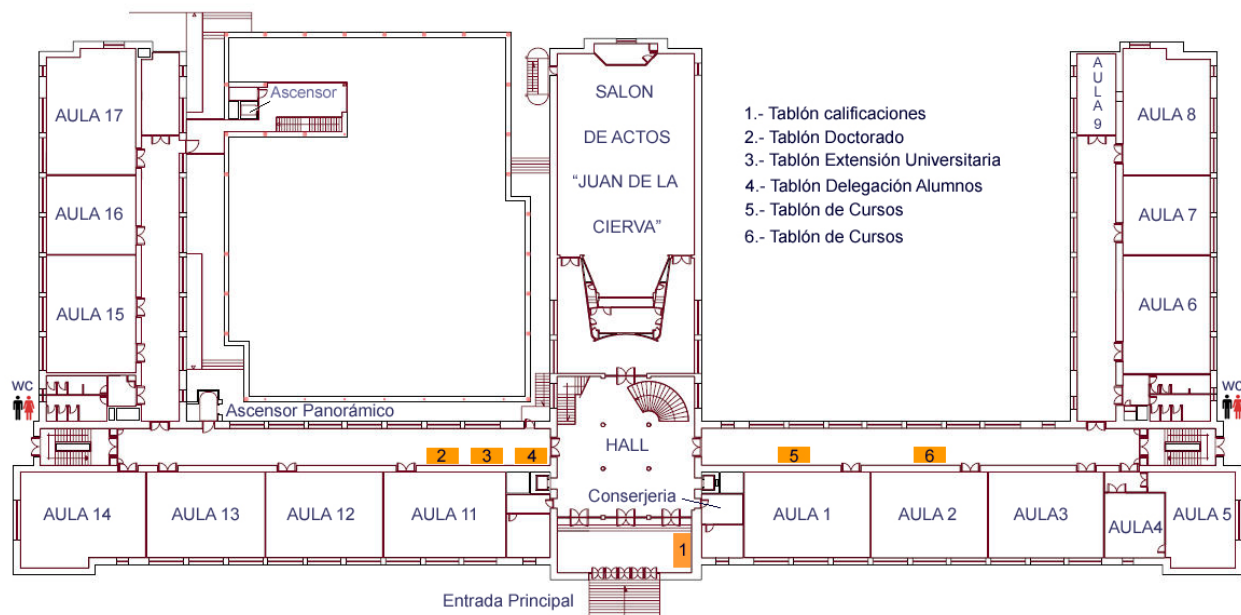 AULA 17
Ascensor
AULA 16
AULA 15
WC
Ascensor Panorámico
SALON
DE ACTOS
“JUAN DE LA
CIERVA”
1.- Tablón calificaciones
2.- Tablón Doctorado
3.- Tablón Extensión Universitaria
4.- Tablón Delegación Alumnos
5.- Tablón de Cursos
6.- Tablón de Cursos
AULA 9
AULA 8
AULA 7
AULA 6
WC
HALL
2
3
4
5
6
Conserjeria
AULA 14
AULA 13
AULA 12
AULA 11
AULA 1
AULA 2
AULA3
AULA4
AULA 5
1
Entrada Principal